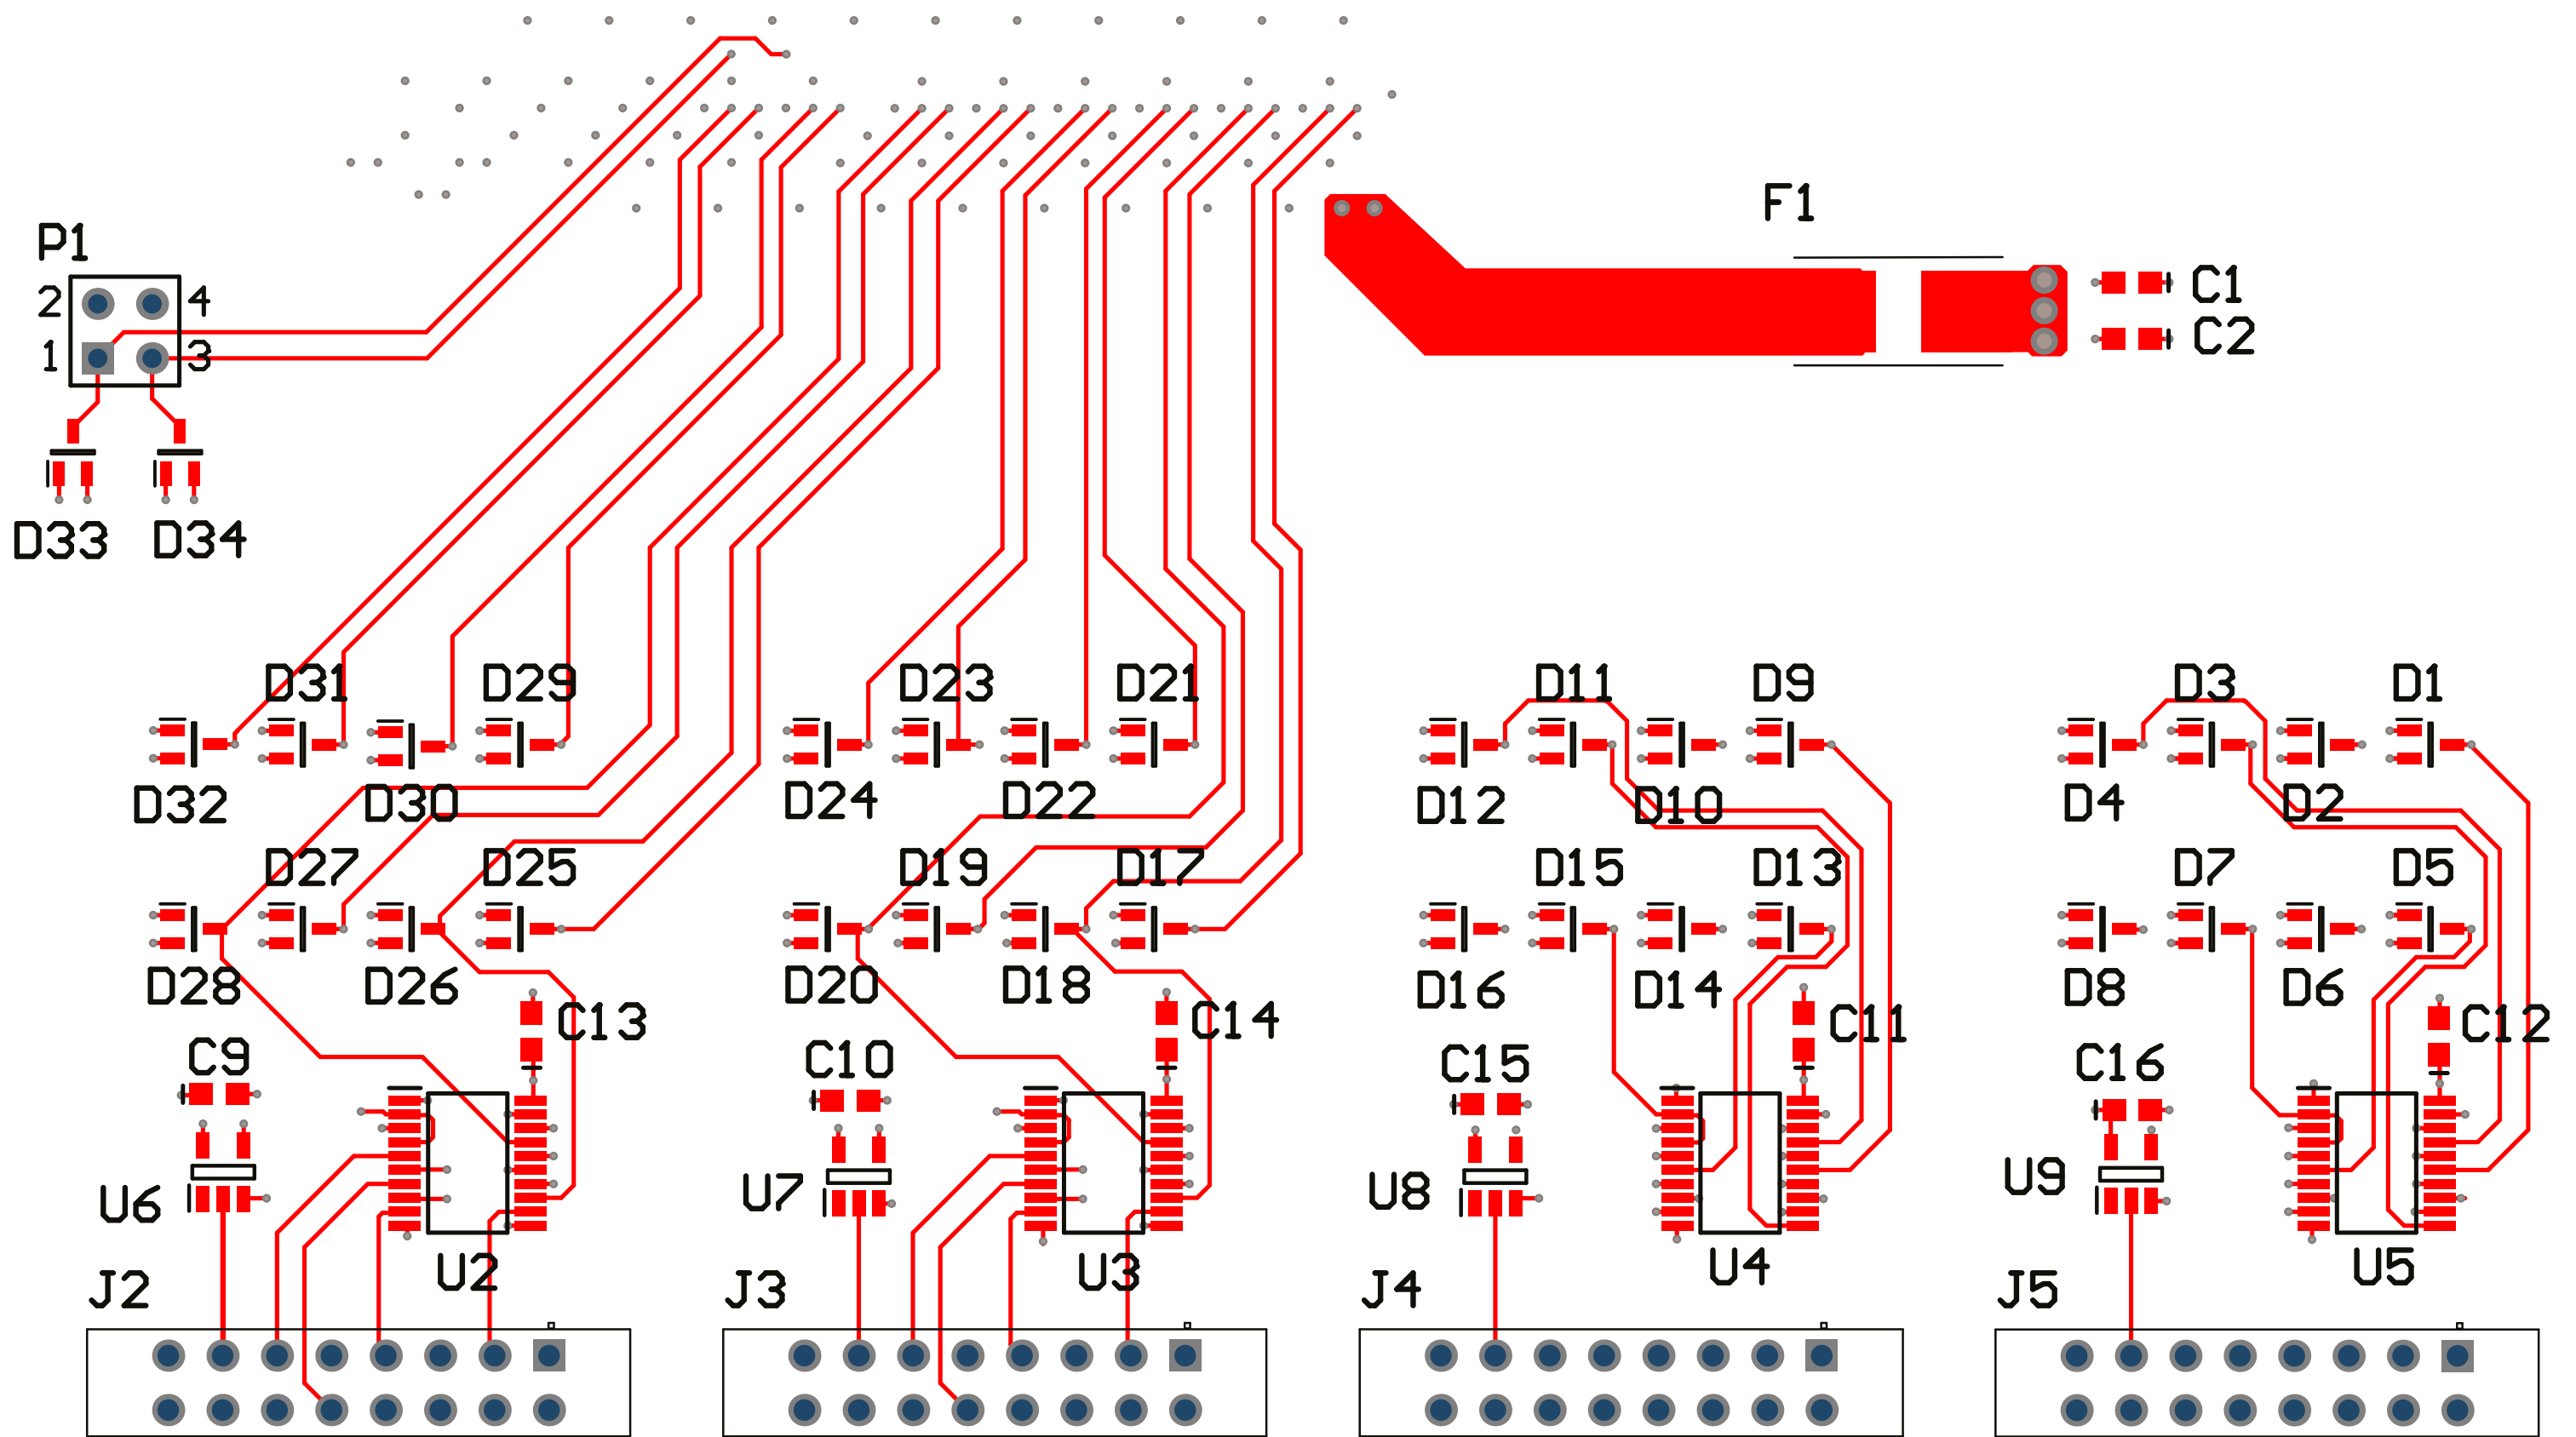 F1
P1
2 4
C1
1 3
C2
D33 D34
D31 D29 D23 D21 D11 D9 D3 D1
D32 D30 D24 D22 D12 D10 D4 D2
D27 D25 D19 D17 D15 D13 D7 D5
D28 D26 D20 D18 D16 D14 D8 D6
C13 C14 C11 C12
C9 C10 C15 C16
U6 U7 U8 U9
U2 U3 U4 U5
J2 J3 J4 J5